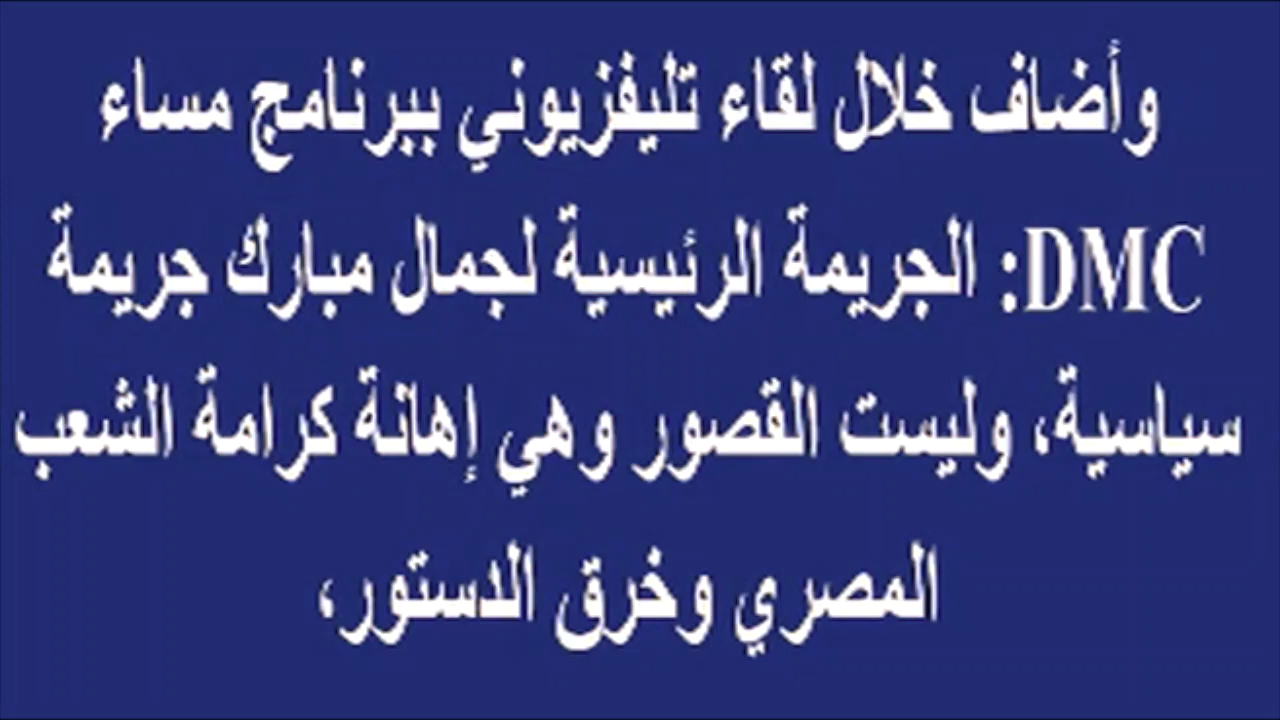 وأضاف خلال لقاء تليفزيوني ببرنامج مساء
DMC: الجريمة الرئيسية لجمال مبارك جريمة
سياسية، وليست القصور وهي إهانة كرامة الشعب
المصري وخرق الدستور،